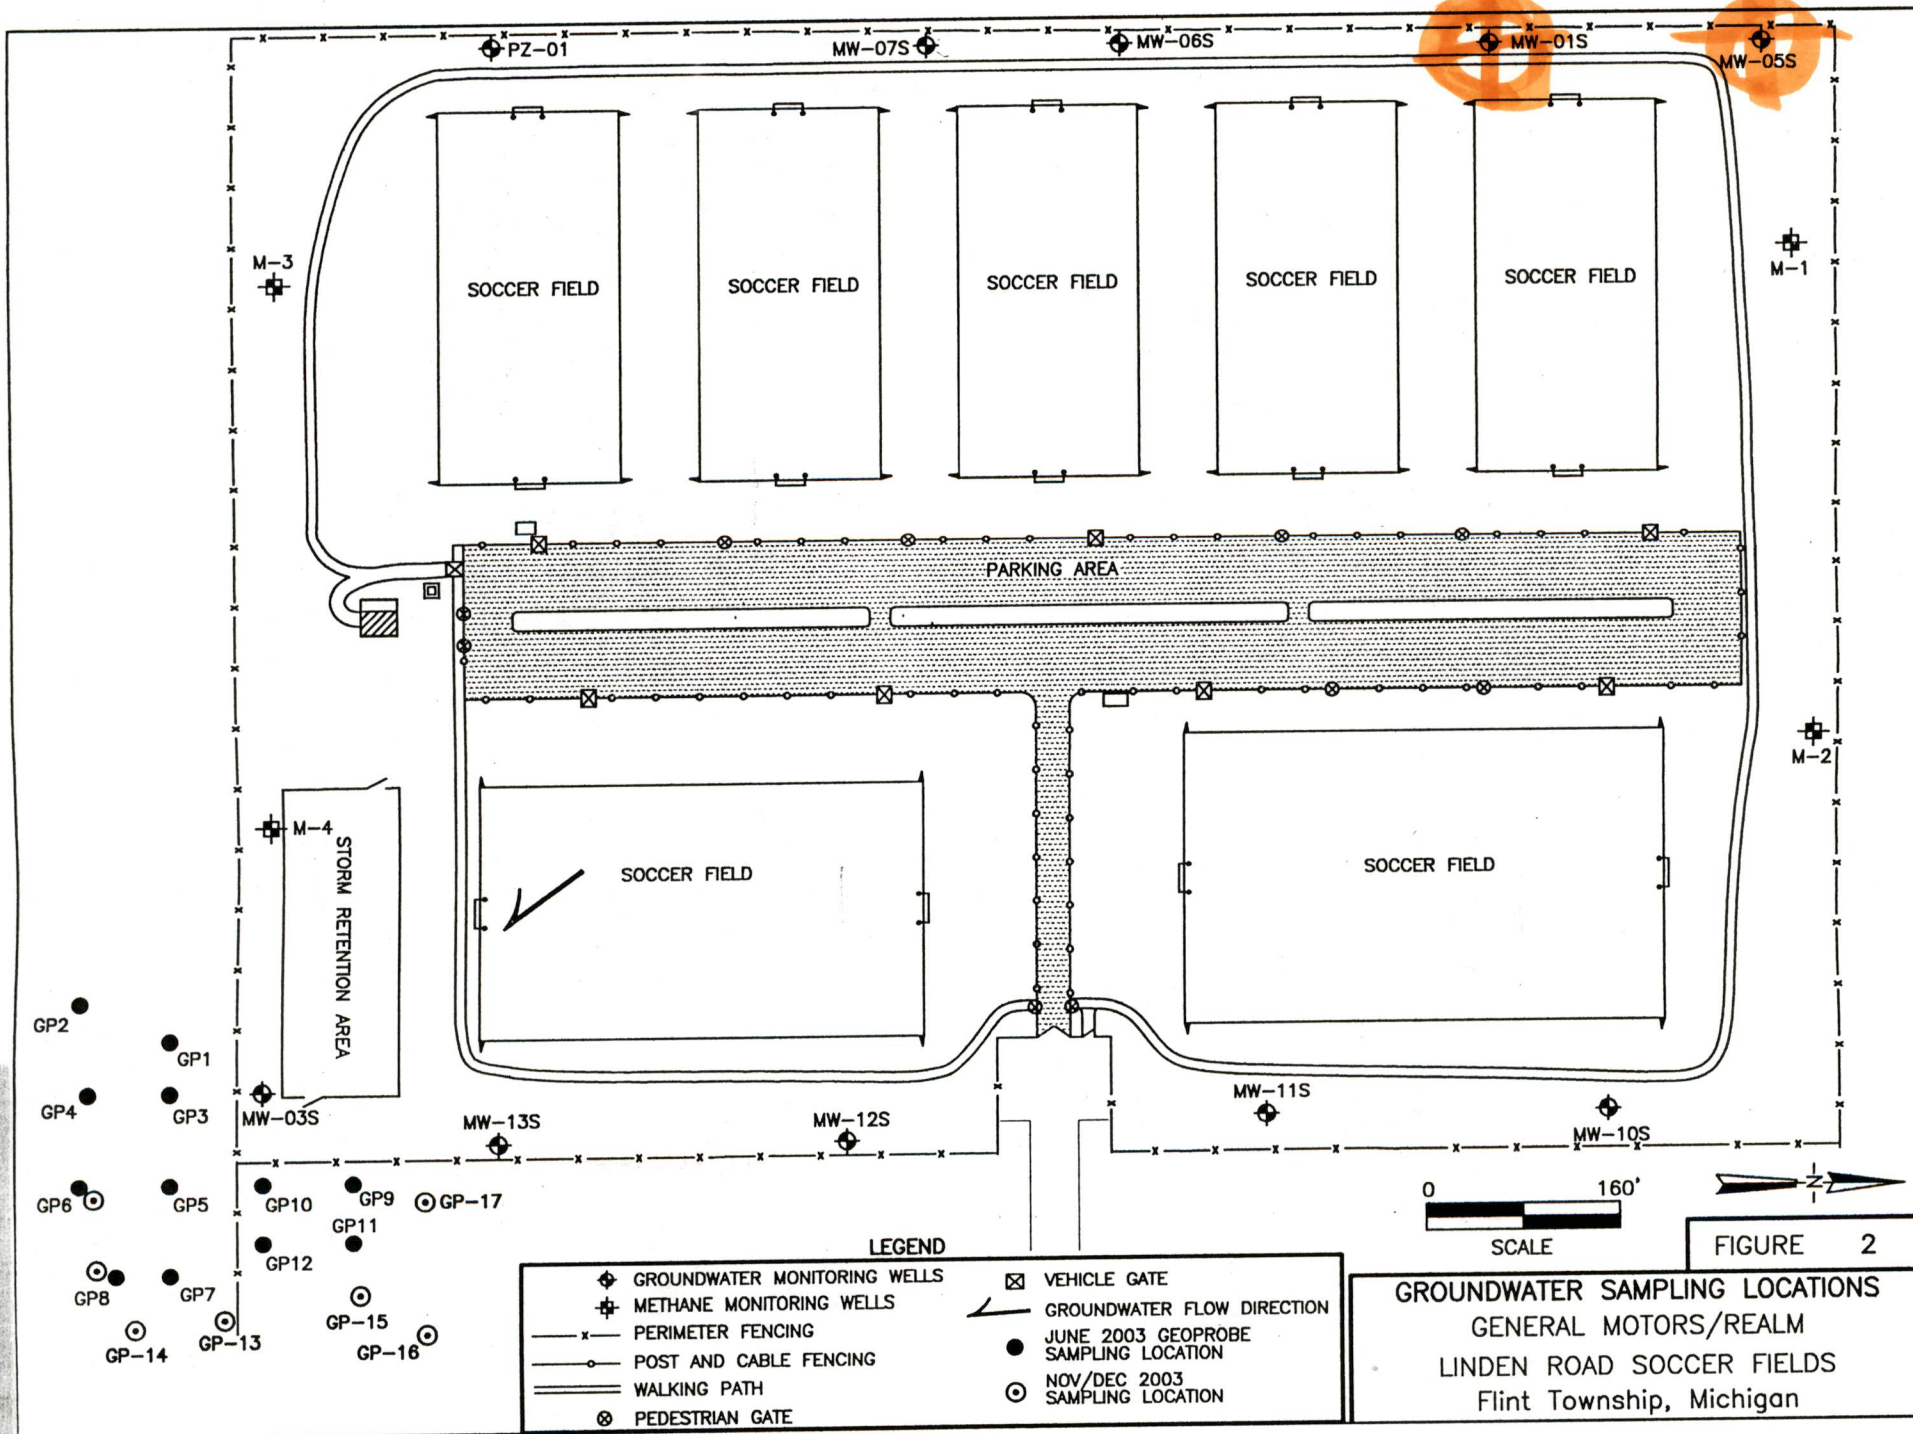 PZ-01
MW-07S
MW-06S
MW-01S
MW-05S
M-3
M-1
SOCCER FIELD
SOCCER FIELD
SOCCER FIELD
SOCCER FIELD
SOCCER FIELD
PARKING AREA
M-2
M-4
STORM RETENTION AREA
SOCCER FIELD
SOCCER FIELD
GP2
GP1
GP4
GP3
MW-03S
MW-13S
MW-12S
MW-11S
MW-10S
GP6
GP5
GP10
GP9
GP-17
GP11
GP12
GP8
GP7
GP-14
GP-13
GP-15
GP-16
0 160'
SCALE
N
LEGEND
GROUNDWATER MONITORING WELLS
METHANE MONITORING WELLS
x PERIMETER FENCING
POST AND CABLE FENCING
WALKING PATH
PEDESTRIAN GATE
VEHICLE GATE
GROUNDWATER FLOW DIRECTION
JUNE 2003 GEOPROBE
SAMPLING LOCATION
NOV/DEC 2003
SAMPLING LOCATION
FIGURE 2
GROUNDWATER SAMPLING LOCATIONS
GENERAL MOTORS/REALM
LINDEN ROAD SOCCER FIELDS
Flint Township, Michigan